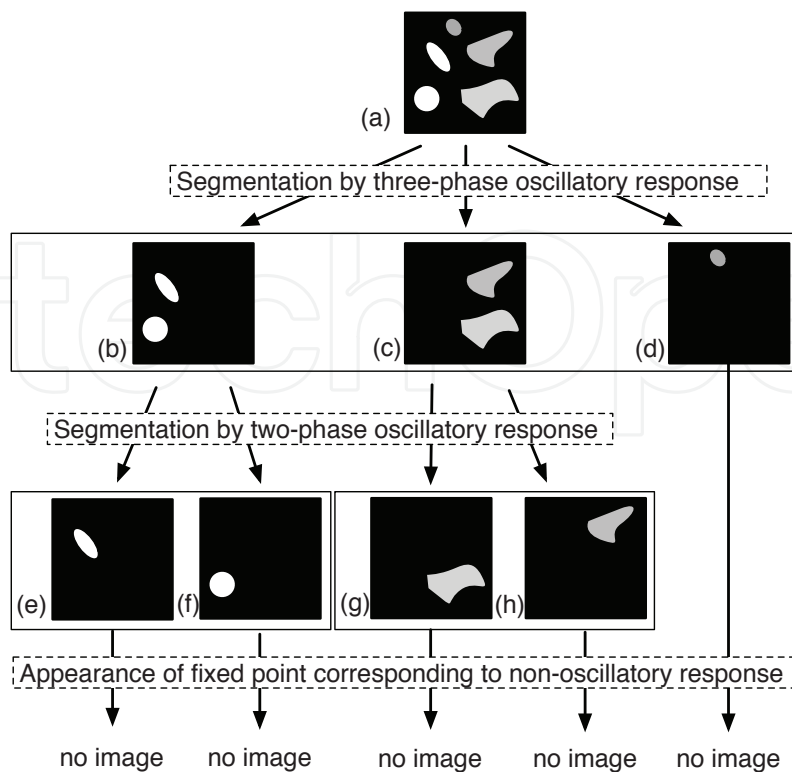 (a)
Segmentation by three-phase oscillatory response
(b) (c) (d)
Segmentation by two-phase oscillatory response
(e) (f) (g) (h)
Appearance of fixed point corresponding to non-oscillatory response
no image no image no image no image no image